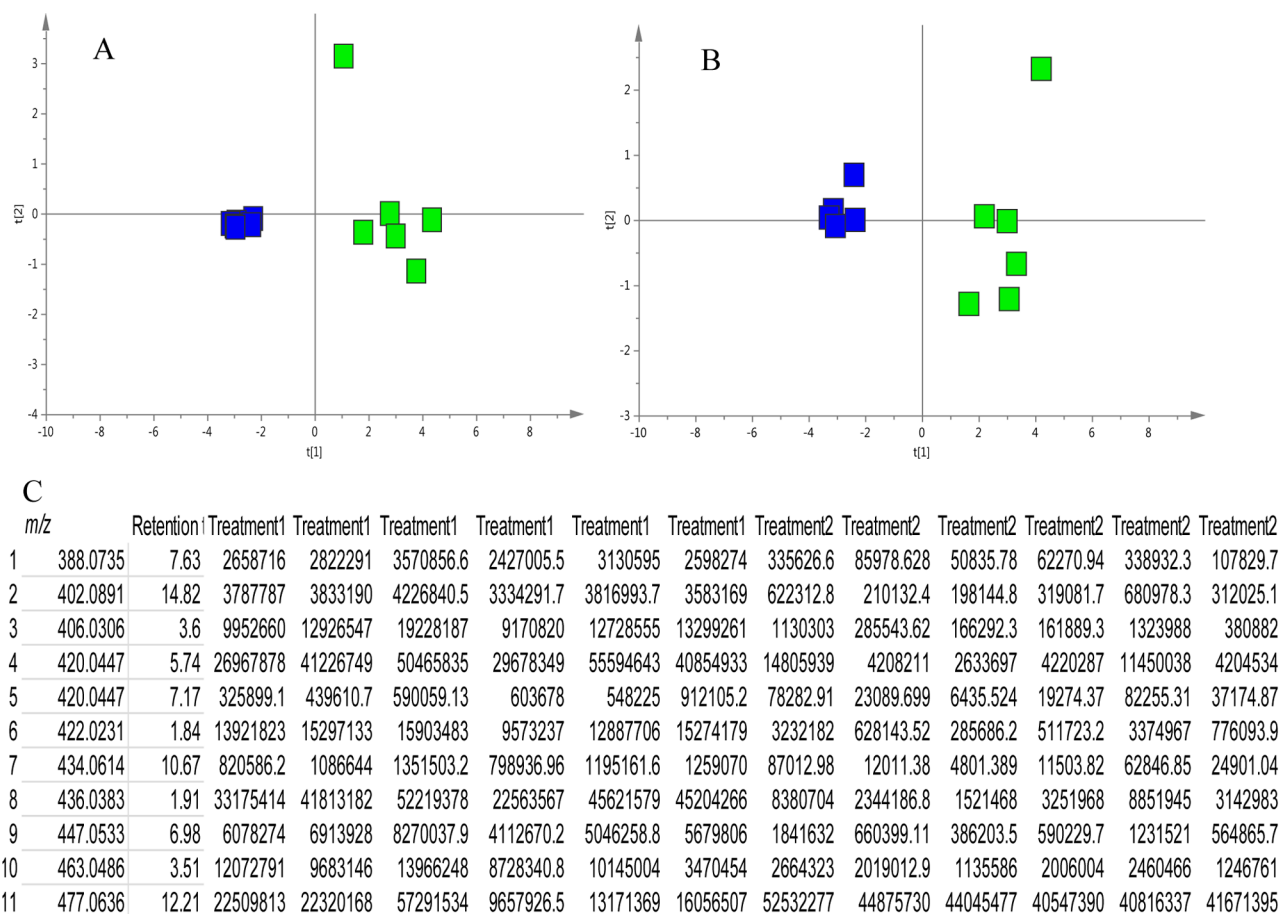 A
3
2
1
0
-1
-2
-3
-4
t[2]
-10 -8 -6 -4 -2 0 2 4 6 8
t[1]
B
2
1
0
-1
-2
-3
t[2]
-10 -8 -6 -4 -2 0 2 4 6 8
t[1]
C
m/z Retention t Treatment1 Treatment1 Treatment1 Treatment1 Treatment1 Treatment1 Treatment2 Treatment2 Treatment2 Treatment2 Treatment2 Treatment2
1 388.0735 7.63 2658716 2822291 3570856.6 2427005.5 3130595 2598274 335626.6 85978.628 50835.78 62270.94 338932.3 107829.7
2 402.0891 14.82 3787787 3833190 4226840.5 3334291.7 3816993.7 3583169 622312.8 210132.4 198144.8 319081.7 680978.3 312025.1
3 406.0306 3.6 9952660 12926547 19228187 9170820 12728555 13299261 1130303 285543.62 166292.3 161889.3 1323988 380882
4 420.0447 5.74 26967878 41226749 50465835 29678349 55594643 40854933 14805939 4208211 2633697 4220287 11450038 4204534
5 420.0447 7.17 325899.1 439610.7 590059.13 603678 548225 912105.2 78282.91 23089.699 6435.524 19274.37 82255.31 37174.87
6 422.0231 1.84 13921823 15297133 15903483 9573237 12887706 15274179 3232182 628143.52 285686.2 511723.2 3374967 776093.9
7 434.0614 10.67 820586.2 1086644 1351503.2 798936.96 1195161.6 1259070 87012.98 12011.38 4801.389 11503.82 62846.85 24901.04
8 436.0383 1.91 33175414 41813182 52219378 22563567 45621579 45204266 8380704 2344186.8 1521468 3251968 8851945 3142983
9 447.0533 6.98 6078274 6913928 8270037.9 4112670.2 5046258.8 5679806 1841632 660399.11 386203.5 590229.7 1231521 564865.7
10 463.0486 3.51 12072791 9683146 13966248 8728340.8 10145004 3470454 2664323 2019012.9 1135586 2006004 2460466 1246761
11 477.0636 12.21 22509813 22320168 57291534 9657926.5 13171369 16056507 52532277 44875730 44045477 40547390 40816337 41671395